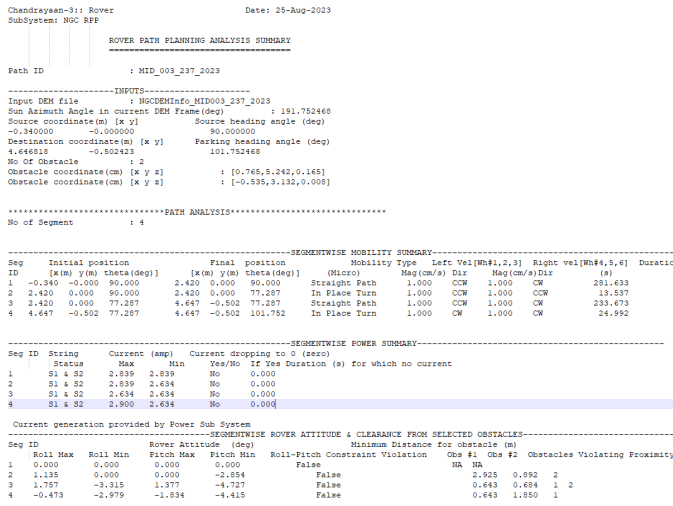 Chandrayaan-3:: Rover Date: 25-Aug-2023
SubSystem: NGC RPP
ROVER PATH PLANNING ANALYSIS SUMMARY
====================================
Path ID : MID_003_237_2023
---------------------INPUTS---------------------
Input DEM file : NGCDEMInfo_MID003_237_2023
Sun Azimuth Angle in current DEM Frame(deg) : 191.752468
Source coordinate(m) [x y] Source heading angle (deg)
-0.340000 -0.000000 90.000000
Destination coordinate(m) [x y] Parking heading angle (deg)
4.646818 -0.502423 101.752468
No Of Obstacle : 2
Obstacle coordinate(cm) [x y z] : [0.765,5.242,0.165]
Obstacle coordinate(cm) [x y z] : [-0.535,3.132,0.008]
*******************************PATH ANALYSIS*******************************
No of Segment : 4
--------------------------------------------------------SEGMENTWISE MOBILITY SUMMARY------------------------------------------------
Seg Initial position Final position Mobility Type Left Vel[Wh#1,2,3] Right vel[Wh#4,5,6] Duratio
ID [x(m) y(m) theta(deg)] [x(m) y(m) theta(deg)] (Micro) Mag(cm/s) Dir Mag(cm/s)Dir (s)
1 -0.340 -0.000 90.000 2.420 0.000 90.000 Straight Path 1.000 CCW 1.000 CW 281.633
2 2.420 0.000 90.000 2.420 0.000 77.287 In Place Turn 1.000 CCW 1.000 CCW 13.537
3 2.420 0.000 77.287 4.647 -0.502 77.287 Straight Path 1.000 CCW 1.000 CW 233.673
4 4.647 -0.502 77.287 4.647 -0.502 101.752 In Place Turn 1.000 CW 1.000 CW 24.992
--------------------------------------------------------SEGMENTWISE POWER SUMMARY-------------------------------------------------
Seg ID String Current (amp) Current dropping to 0 (zero)
Status Max Min Yes/No If Yes Duration (s) for which no current
1 S1 & S2 2.839 2.839 No 0.000
2 S1 & S2 2.839 2.634 No 0.000
3 S1 & S2 2.634 2.634 No 0.000
4 S1 & S2 2.900 2.634 No 0.000
Current generation provided by Power Sub System
----------------------------------------SEGMENTWISE ROVER ATTITUDE & CLEARANCE FROM SELECTED OBSTACLES------------------------------
Seg ID Rover Attitude (deg) Minimum Distance for obstacle (m)
Roll Max Roll Min Pitch Max Pitch Min Roll-Pitch Constraint Violation Obs #1 Obs #2 Obstacles Violating Proximity
1 0.000 0.000 0.000 0.000 False NA NA
2 1.135 0.000 0.000 -2.854 False 2.925 0.892 2
3 1.757 -3.315 1.377 -4.727 False 0.643 0.684 1 2
4 -0.473 -2.979 -1.834 -4.415 False 0.643 1.850 1